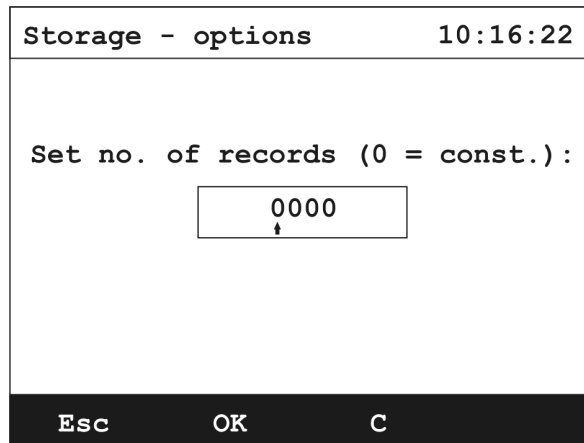 Storage - options 10:16:22
Set no. of records (0 = const.):
0000
Esc OK C